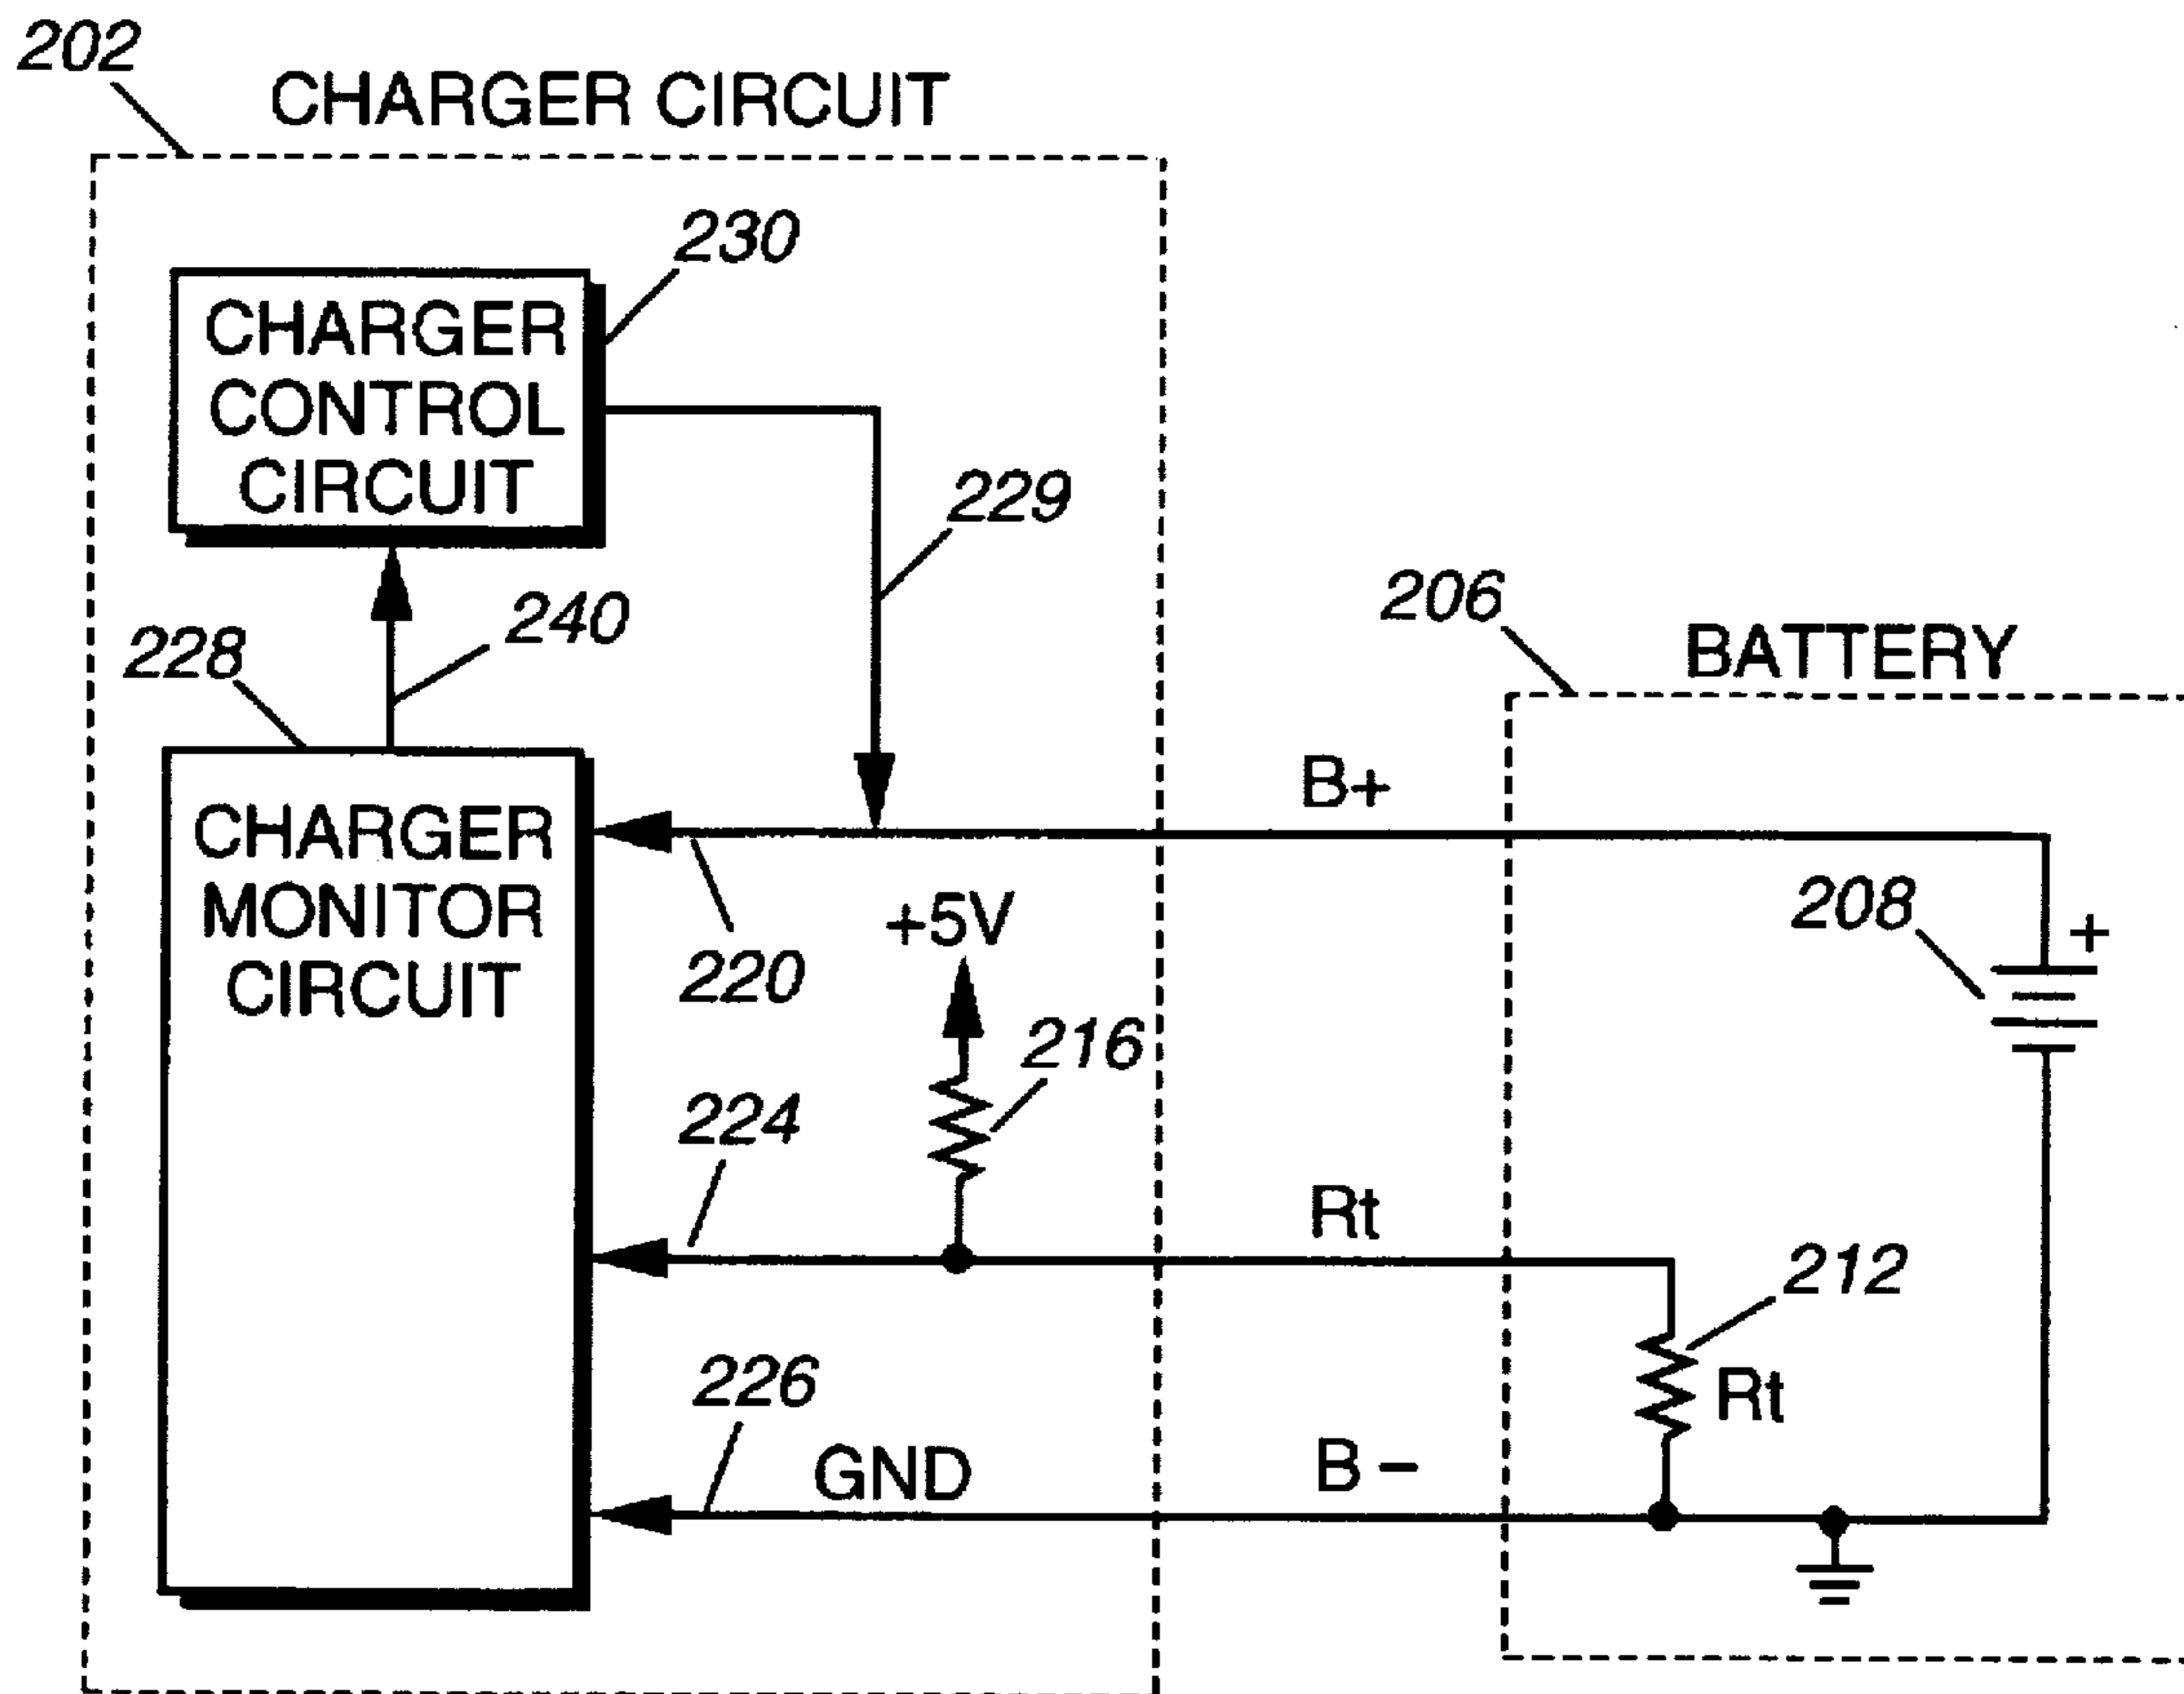 202
CHARGER CIRCUIT
230
CHARGER
CONTROL
CIRCUIT
229
240
228
206
BATTERY
B+
CHARGER
MONITOR
CIRCUIT
220
+5V
208
+
216
224
Rt
212
Rt
226
GND
B-